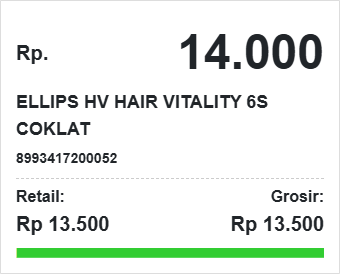 Rp. 14.000
ELLIPS HV HAIR VITALITY 6S
COKLAT
8993417200052
Retail: Grosir:
Rp 13.500 Rp 13.500